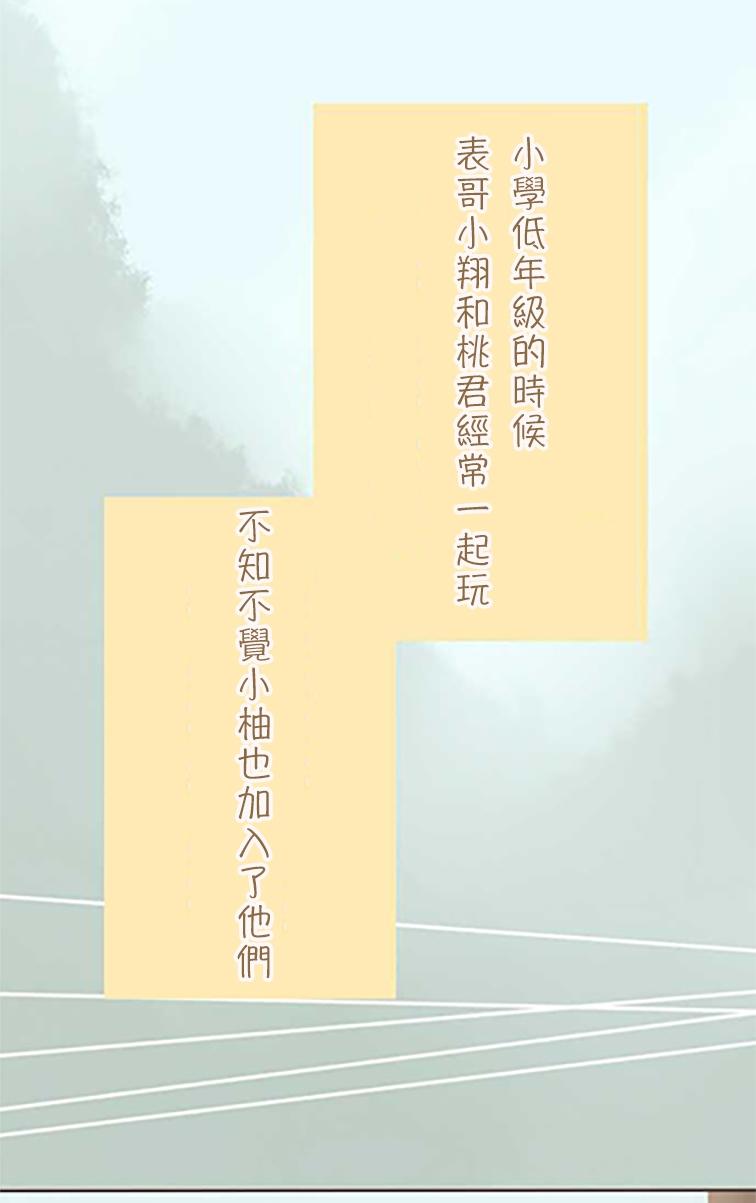 小學低年級的時候
表哥小翔和桃君經常一起玩
不知不覺小柚也加入了他們